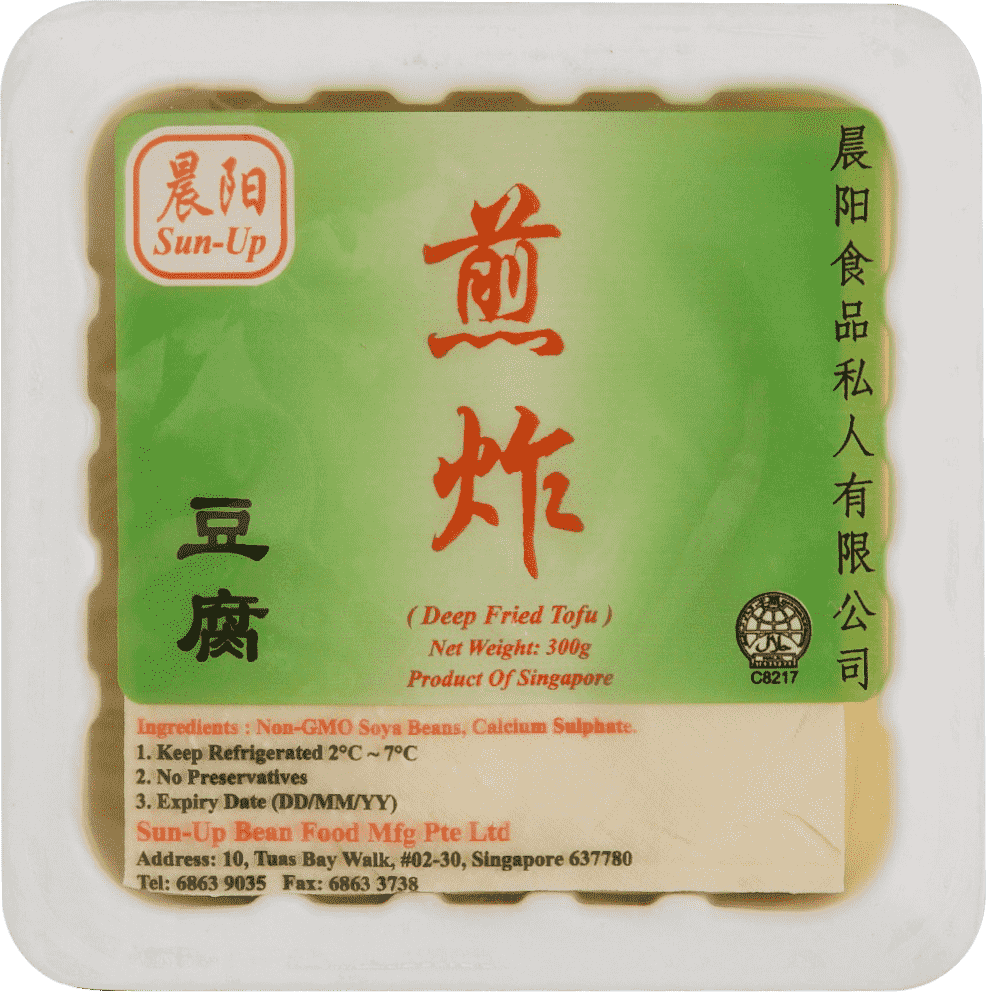 晨阳
Sun-Up
煎炸
豆腐
( Deep Fried Tofu )
Net Weight: 300g
Product Of Singapore
晨阳食品私人有限公司
C8217
Ingredients : Non-GMO Soya Beans, Calcium Sulphate.
1. Keep Refrigerated 2°C ~ 7°C
2. No Preservatives
3. Expiry Date (DD/MM/YY)
Sun-Up Bean Food Mfg Pte Ltd
Address: 10, Tuas Bay Walk, #02-30, Singapore 637780
Tel: 6863 9035 Fax: 6863 3738